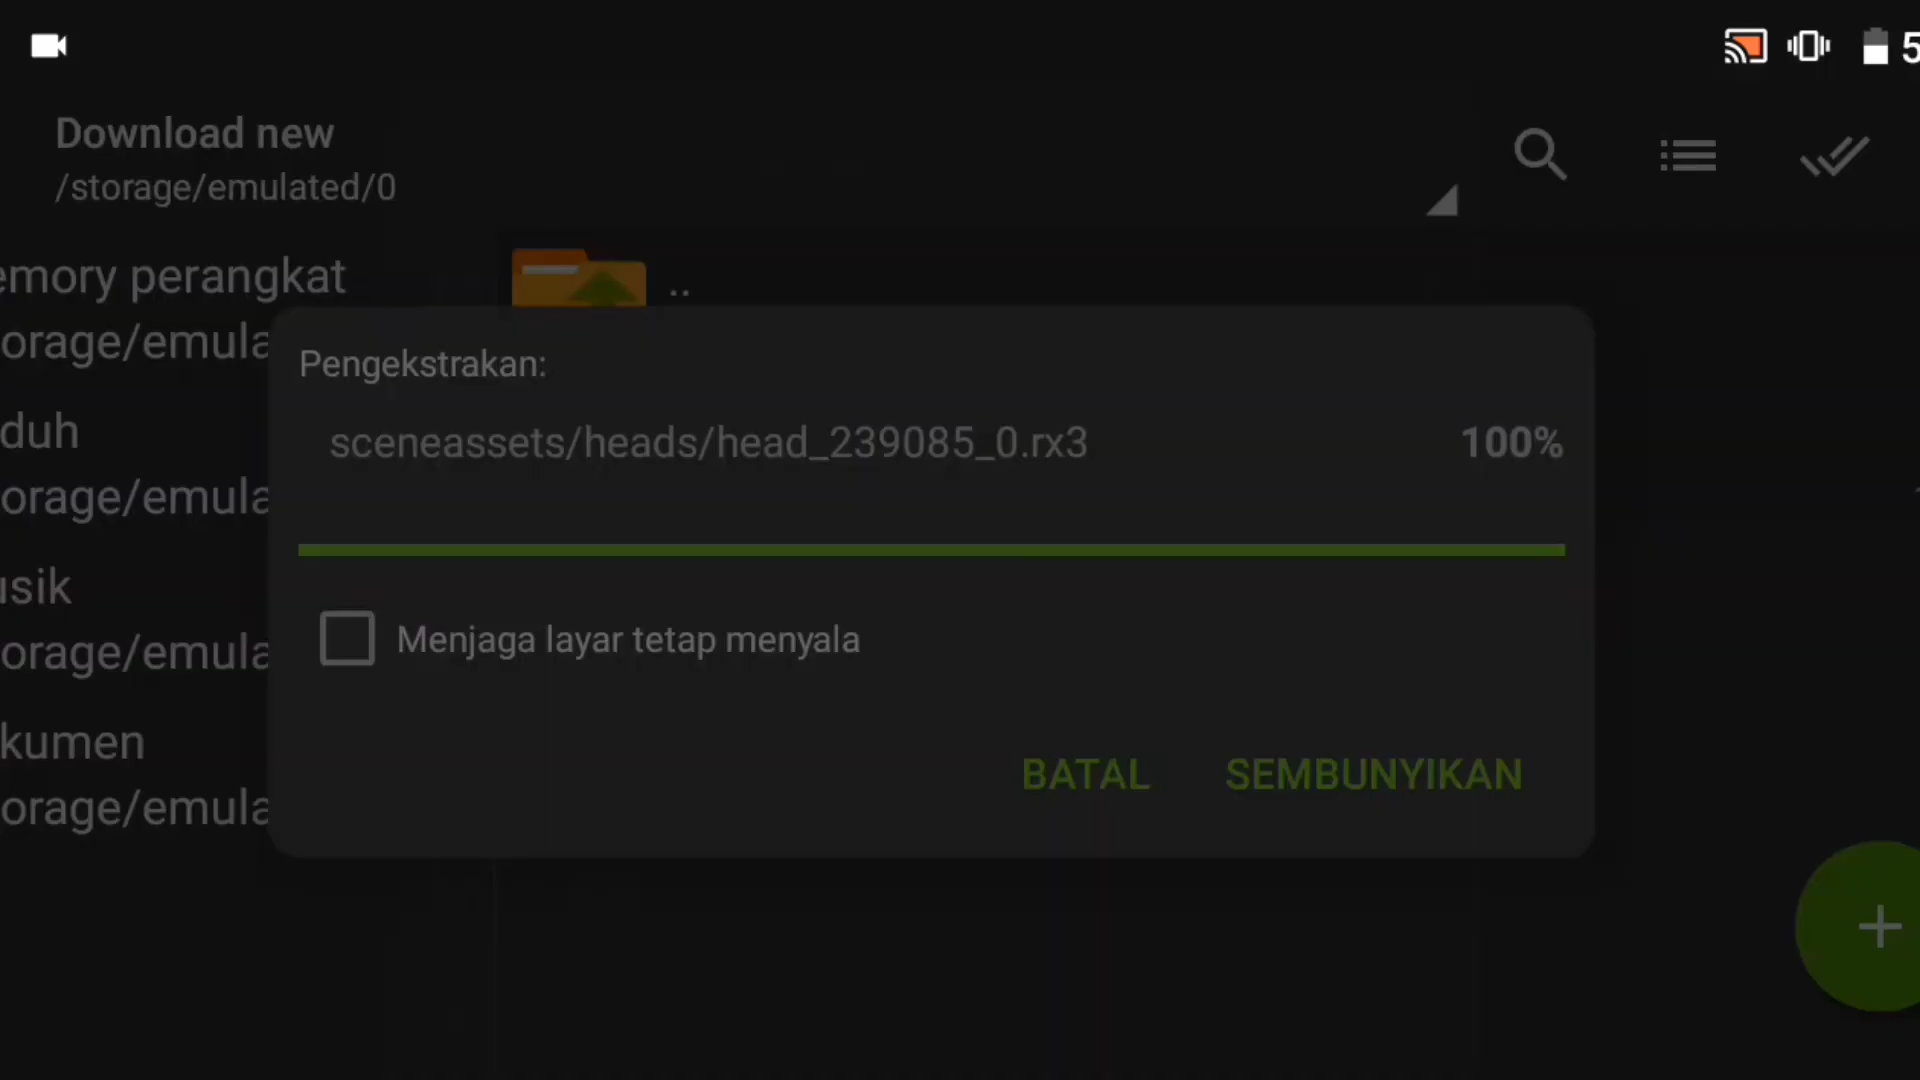 5
Download new
/storage/emulated/0
emory perangkat
orage/emula
..
duh
orage/emula
usik
orage/emula
kumen
orage/emula
Pengekstrakan:
sceneassets/heads/head_239085_0.rx3
100%
Menjaga layar tetap menyala
BATAL
SEMBUNYIKAN